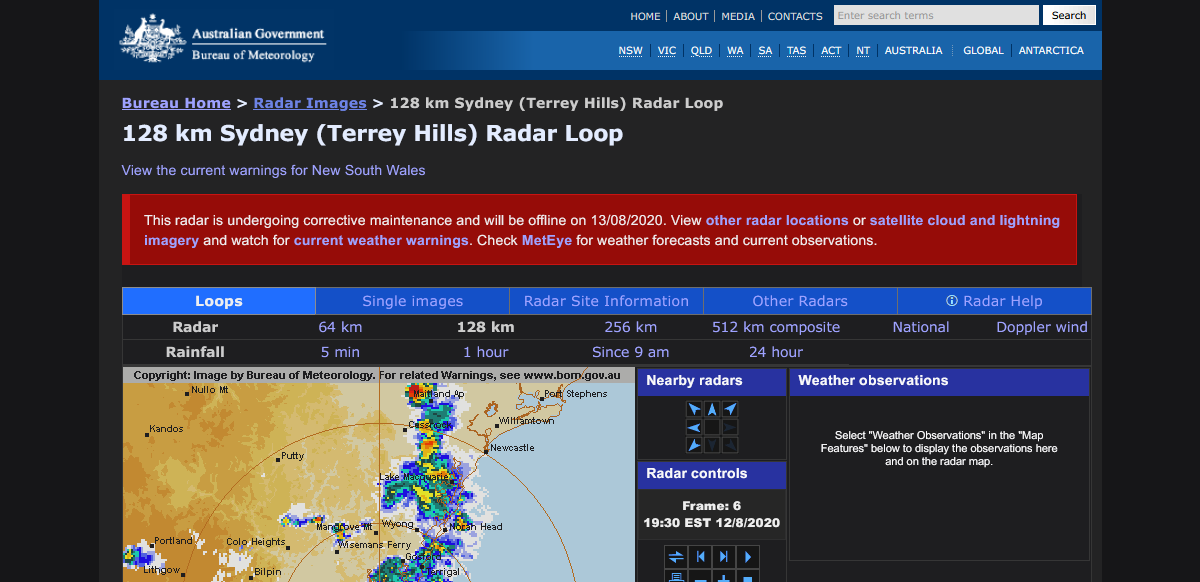 HOME ABOUT MEDIA CONTACTS Enter search terms Search
Australian Government
Bureau of Meteorology
NSW VIC QLD WA SA TAS ACT NT AUSTRALIA GLOBAL ANTARCTICA
Bureau Home > Radar Images > 128 km Sydney (Terrey Hills) Radar Loop
128 km Sydney (Terrey Hills) Radar Loop
View the current warnings for New South Wales
This radar is undergoing corrective maintenance and will be offline on 13/08/2020. View other radar locations or satellite cloud and lightning
imagery and watch for current weather warnings. Check MetEye for weather forecasts and current observations.
Loops Single images Radar Site Information Other Radars Radar Help
Radar 64 km 128 km 256 km 512 km composite National Doppler wind
Rainfall 5 min 1 hour Since 9 am 24 hour
Copyright: Image by Bureau of Meteorology. For related Warnings, see www.bom.gov.au
Nullo Mt
Maitland Ap
Port Stephens
Kandos
Cessnock
Williamtown
Putty
Newcastle
Lake Macquarie
Mangrove Mt
Wyong
Norah Head
Portland
Colo Heights
Wisemans Ferry
Gosford
Lithgow
Bilpin
Terrigal
Nearby radars
Radar controls
Frame: 6
19:30 EST 12/8/2020
Weather observations
Select "Weather Observations" in the "Map
Features" below to display the observations here
and on the radar map.